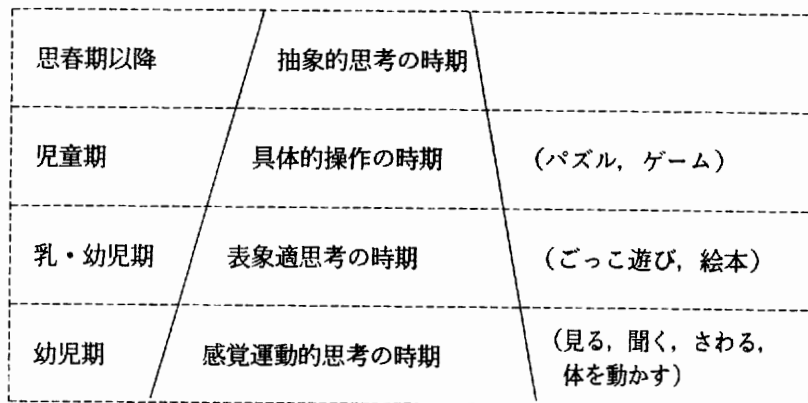 思春期以降 抽象的思考の時期
児童期 具体的操作の時期 （パズル，ゲーム）
乳・幼児期 表象適思考の時期 （ごっこ遊び，絵本）
幼児期 感覚運動的思考の時期 （見る，聞く，さわる，
体を動かす）